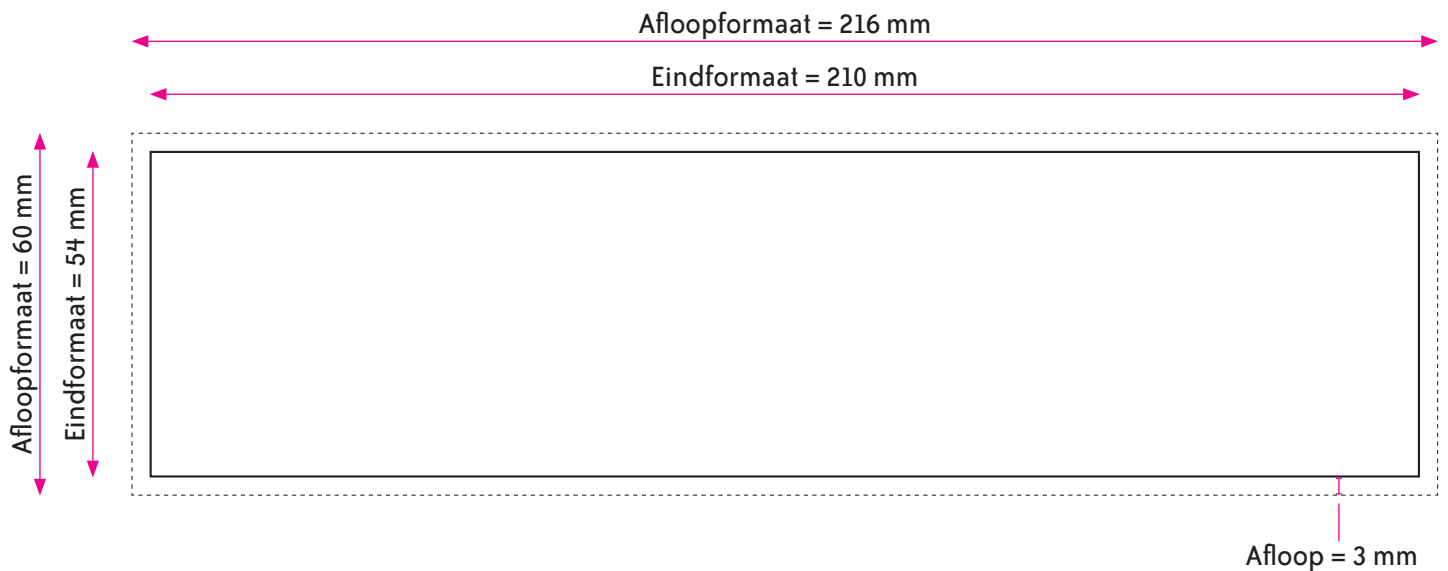 Afloopformaat = 216 mm
Eindformaat = 210 mm
Afloopformaat = 60 mm
Eindformaat = 54 mm
Afloop = 3 mm